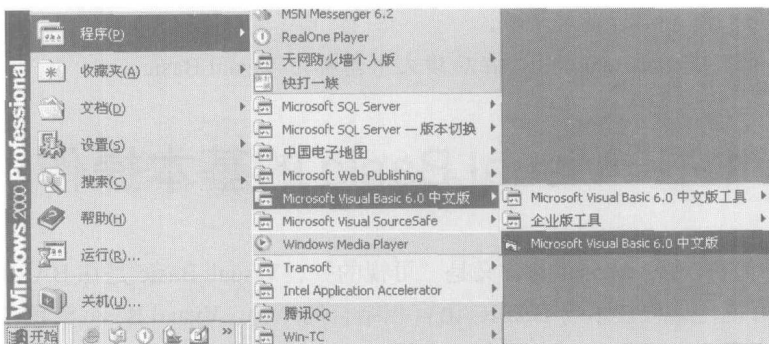 Windows 2000 Professional
程序(P)
收藏夹(A)
文档(D)
设置(S)
搜索(C)
帮助(H)
运行(R)...
关机(U)...
开始
»
MSN Messenger 6.2
RealOne Player
天网防火墙个人版
快打一族
Microsoft SQL Server
Microsoft SQL Server — 版本切换
中国电子地图
Microsoft Web Publishing
Microsoft Visual Basic 6.0 中文版
Microsoft Visual SourceSafe
Windows Media Player
Transoft
Intel Application Accelerator
腾讯QQ
Win-TC
Microsoft Visual Basic 6.0 中文版工具
企业版工具
Microsoft Visual Basic 6.0 中文版